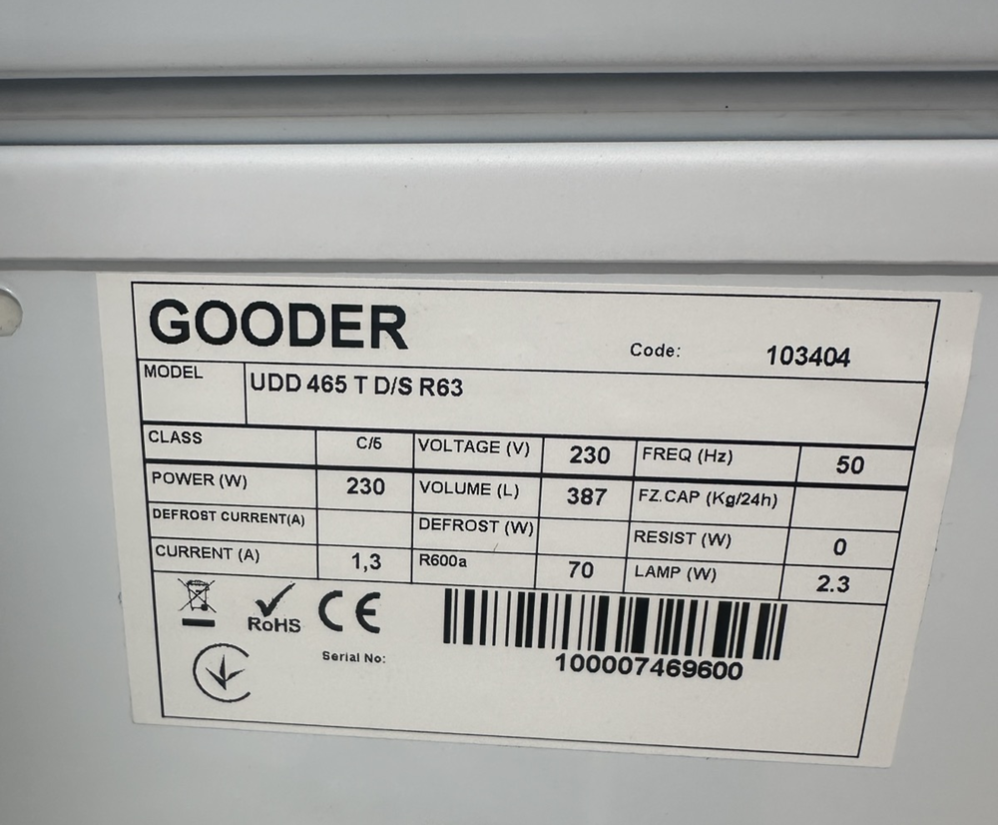 GOODER
Code: 103404
MODEL UDD 465 T D/S R63
CLASS C/5 VOLTAGE (V) 230 FREQ (Hz) 50
POWER (W) 230 VOLUME (L) 387 FZ.CAP (Kg/24h)
DEFROST CURRENT(A) DEFROST (W) RESIST (W) 0
CURRENT (A) 1,3 R600a 70 LAMP (W) 2.3
RoHS CE
Serial No: 100007469600